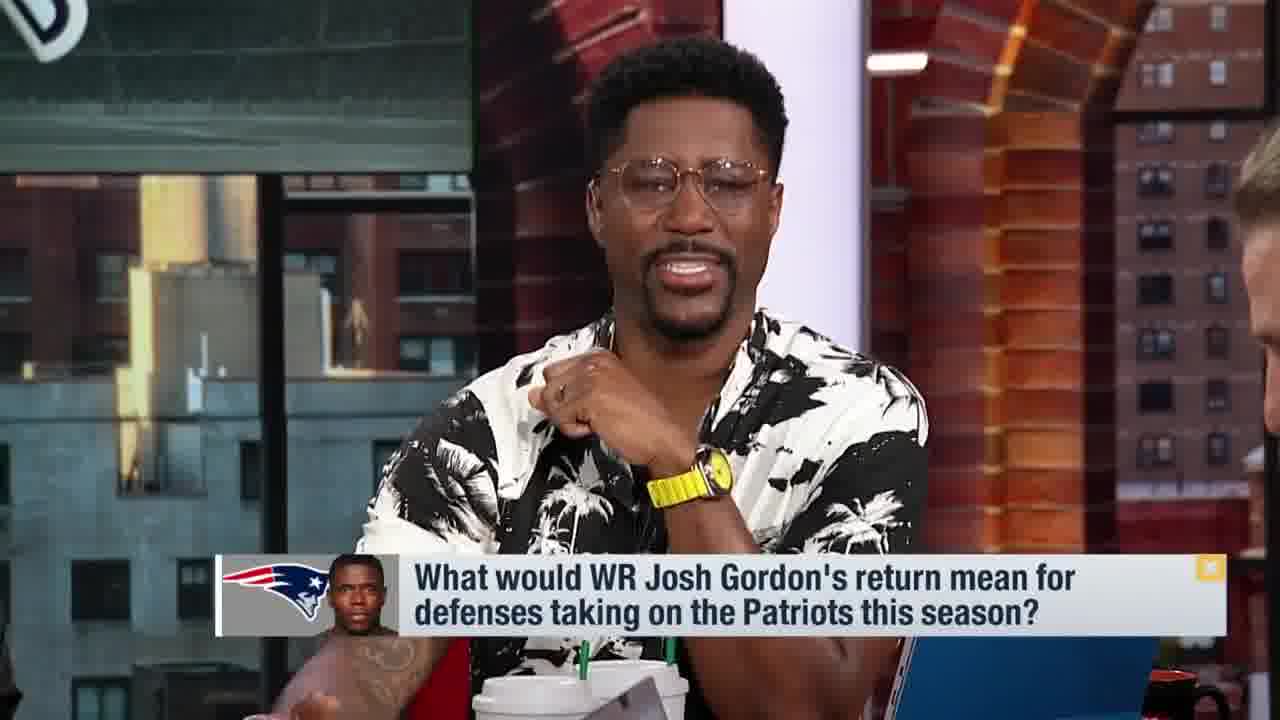 What would WR Josh Gordon's return mean for
defenses taking on the Patriots this season?